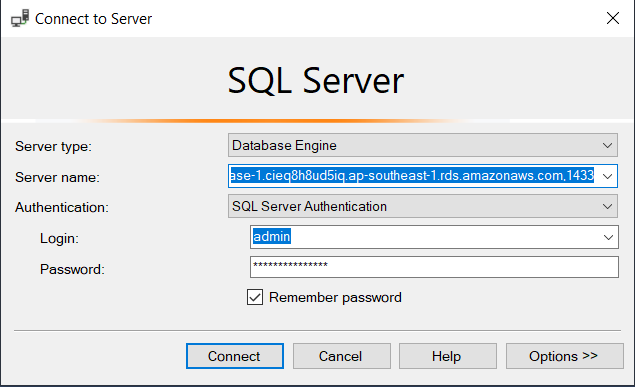 Connect to Server
SQL Server
Server type: Database Engine
Server name: ase-1.cieq8h8ud5iq.ap-southeast-1.rds.amazonaws.com,1433
Authentication: SQL Server Authentication
Login: admin
Password: ***************
Remember password
Connect Cancel Help Options >>